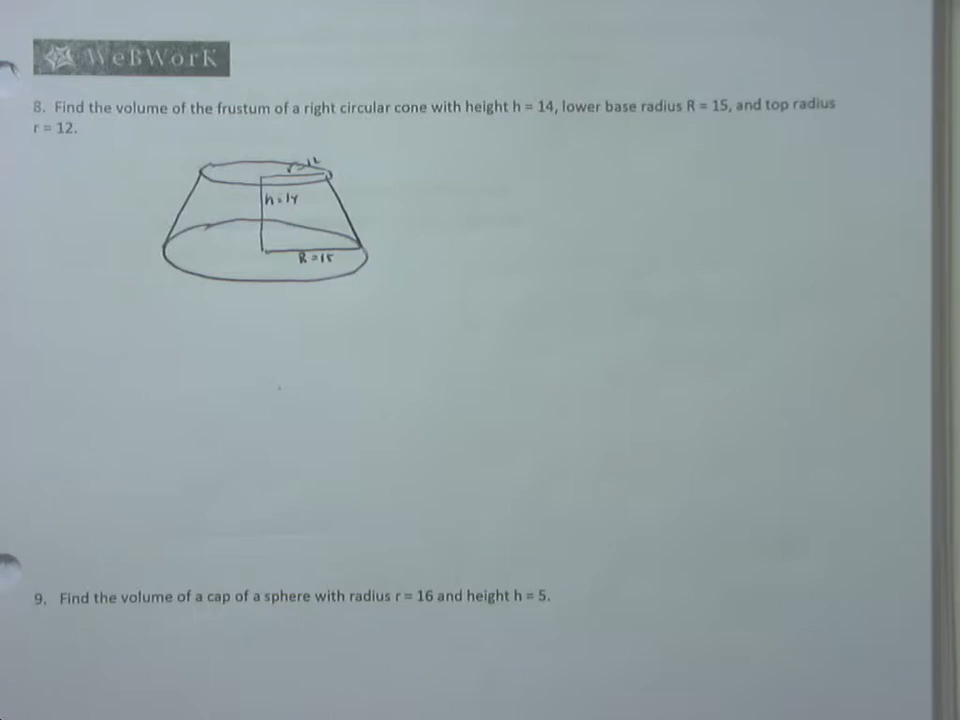 WeBWorK
8. Find the volume of the frustum of a right circular cone with height h = 14, lower base radius R = 15, and top radius
r = 12.
r=12
h=14
R=15
9. Find the volume of a cap of a sphere with radius r = 16 and height h = 5.